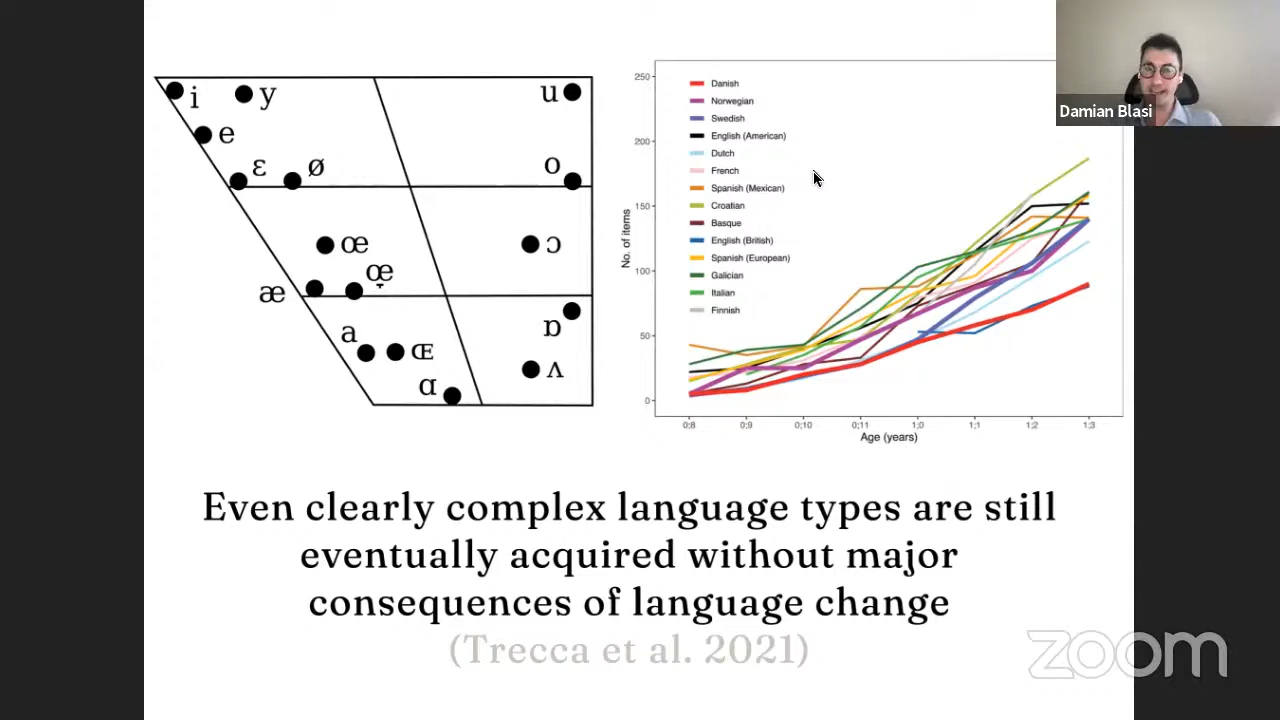 i
y
u
e
ɛ
ø
o
œ
ɔ
œ̞
æ
ɒ
a
ɶ
ʌ
ɑ
250
200
150
100
50
0
No. of items
Danish
Norwegian
Swedish
English (American)
Dutch
French
Spanish (Mexican)
Croatian
Basque
English (British)
Spanish (European)
Galician
Italian
Finnish
0;8 0;9 0;10 0;11 1;0 1;1 1;2 1;3
Age (years)
Damian Blasi
Even clearly complex language types are still
eventually acquired without major
consequences of language change
(Trecca et al. 2021)
zoom